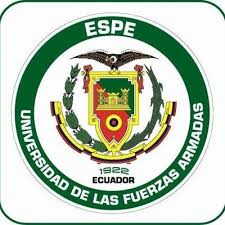 ESPE
UNIVERSIDAD DE LAS FUERZAS ARMADAS
1922
ECUADOR